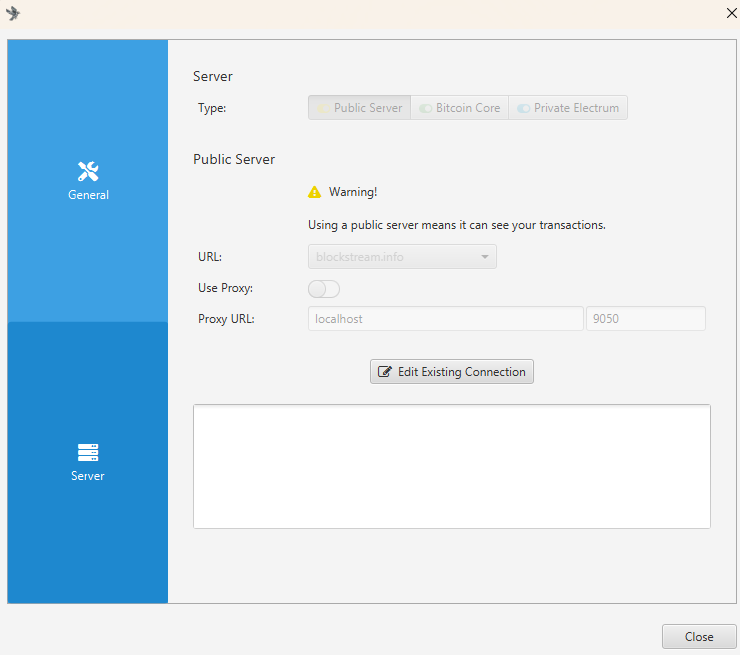 Server
Type: Public Server Bitcoin Core Private Electrum
Public Server
Warning!
Using a public server means it can see your transactions.
General
URL: blockstream.info
Use Proxy:
Proxy URL: localhost 9050
Edit Existing Connection
Server
Close